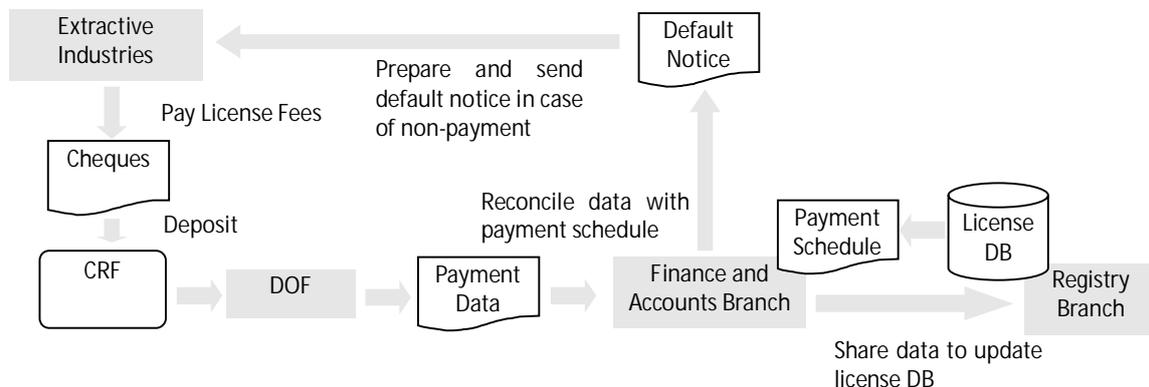 Extractive
Industries
Default
Notice
Prepare and send
default notice in case
of non-payment
Pay License Fees
Cheques
Deposit
Reconcile data with
payment schedule
Payment
Schedule
License
DB
CRF
DOF
Payment
Data
Finance and
Accounts Branch
Registry
Branch
Share data to update
license DB